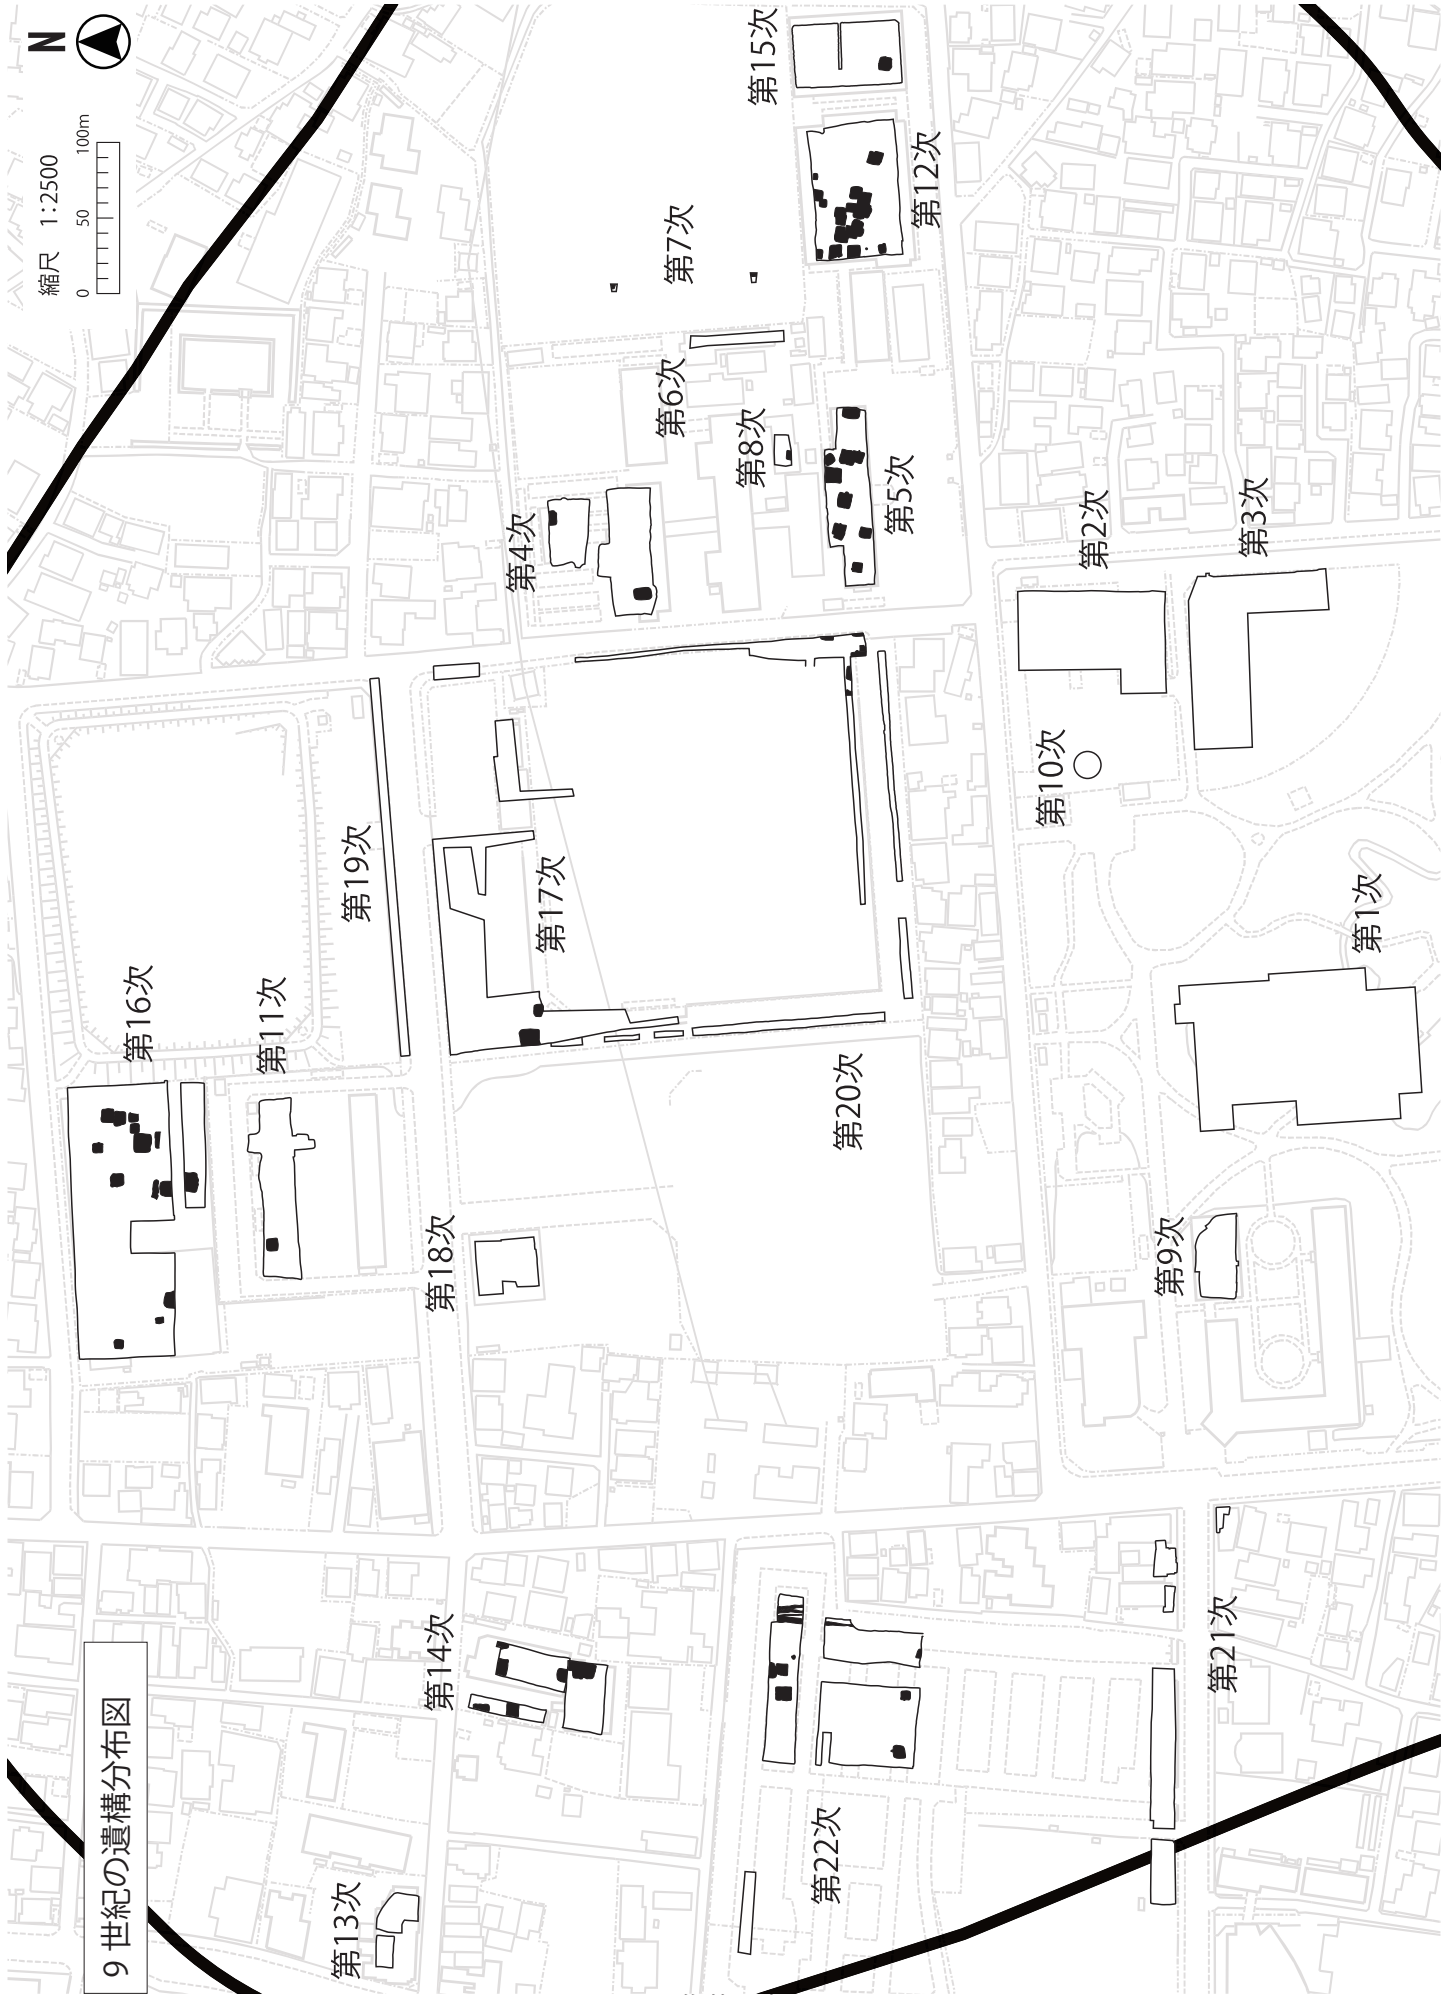 9世紀の遺構分布図
N
縮尺 1:2500
0 50 100m
第16次
第11次
第19次
第13次
第14次
第18次
第17次
第4次
第6次
第7次
第15次
第8次
第12次
第5次
第20次
第22次
第10次
第2次
第3次
第9次
第21次
第1次